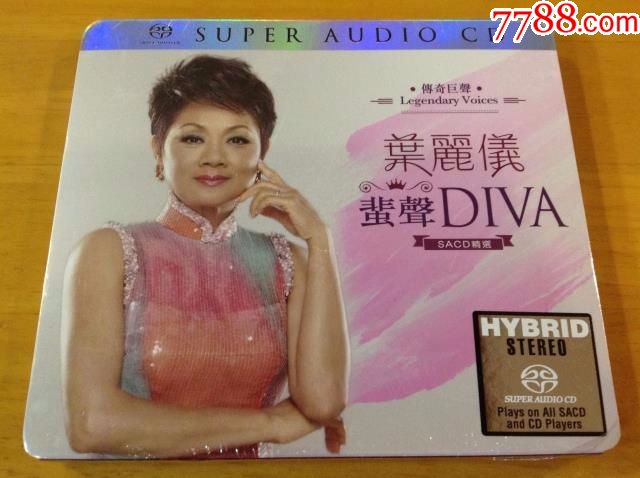 7788.com
SUPER AUDIO CD
傳奇巨聲
Legendary Voices
葉麗儀
蜚聲DIVA
SACD精選
HYBRID
STEREO
SUPER AUDIO CD
Plays on All SACD
and CD Players